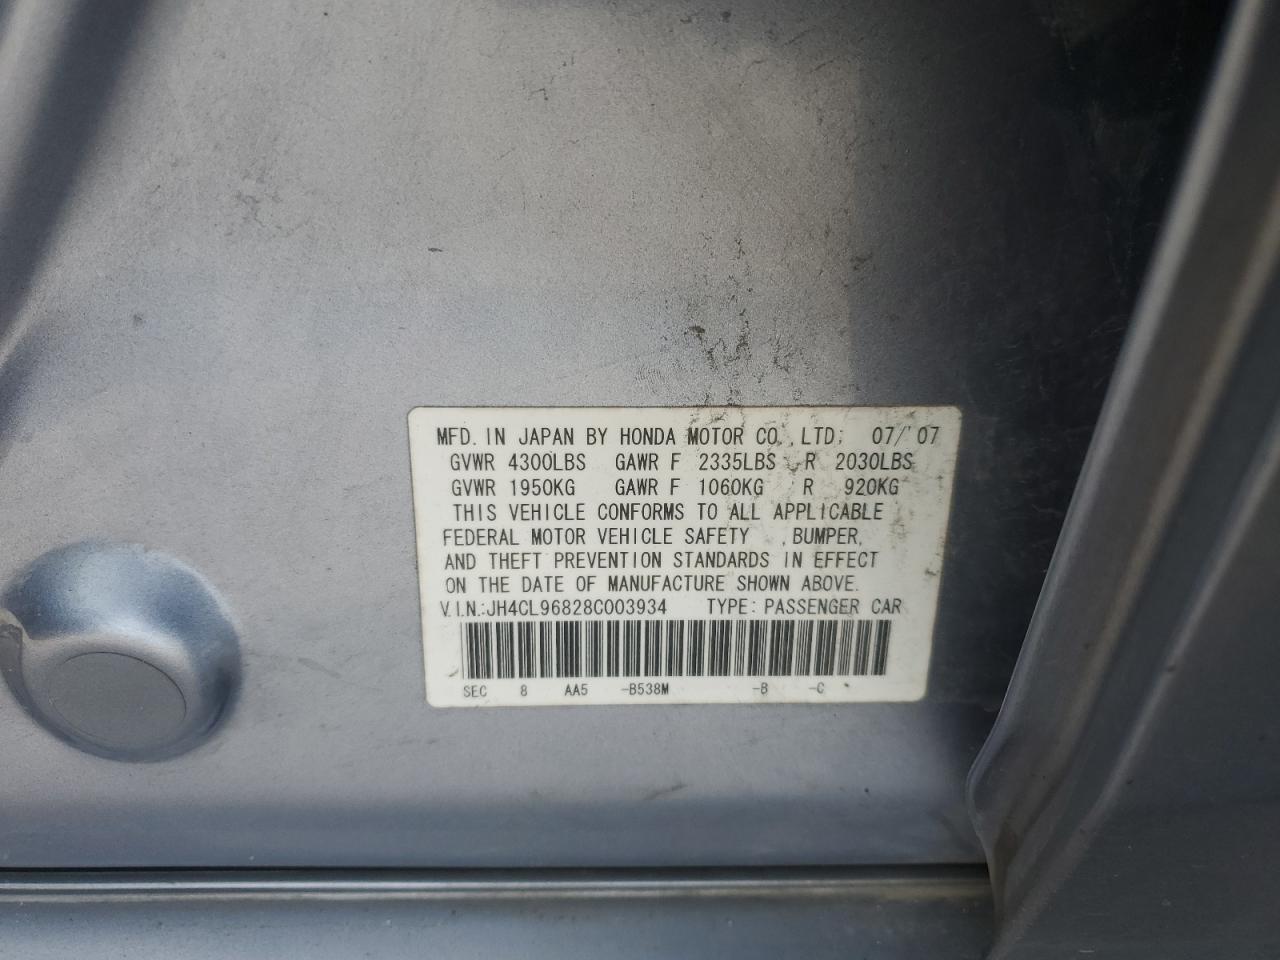 MFD. IN JAPAN BY HONDA MOTOR CO., LTD; 07/'07
GVWR 4300LBS GAWR F 2335LBS R 2030LBS
GVWR 1950KG GAWR F 1060KG R 920KG
THIS VEHICLE CONFORMS TO ALL APPLICABLE
FEDERAL MOTOR VEHICLE SAFETY , BUMPER,
AND THEFT PREVENTION STANDARDS IN EFFECT
ON THE DATE OF MANUFACTURE SHOWN ABOVE.
V.I.N.:JH4CL96828C003934 TYPE: PASSENGER CAR
SEC 8 AA5 -B538M -B -C